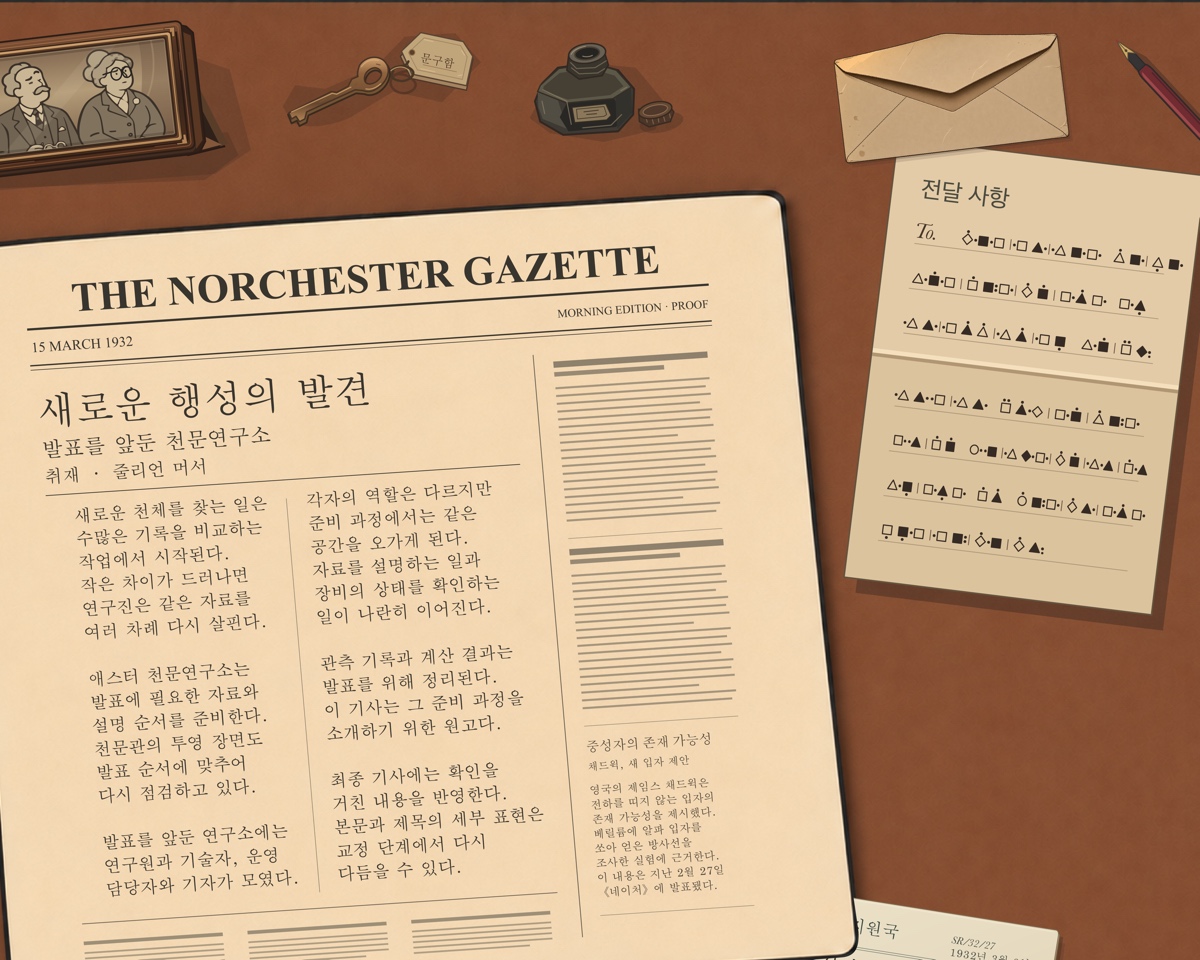 문구함
전달 사항
To.
THE NORCHESTER GAZETTE
15 MARCH 1932
MORNING EDITION · PROOF
새로운 행성의 발견
발표를 앞둔 천문연구소
취재 · 줄리언 머서
새로운 천체를 찾는 일은
수많은 기록을 비교하는
작업에서 시작된다.
작은 차이가 드러나면
연구진은 같은 자료를
여러 차례 다시 살핀다.
애스터 천문연구소는
발표에 필요한 자료와
설명 순서를 준비한다.
천문관의 투영 장면도
발표 순서에 맞추어
다시 점검하고 있다.
발표를 앞둔 연구소에는
연구원과 기술자, 운영
담당자와 기자가 모였다.
각자의 역할은 다르지만
준비 과정에서는 같은
공간을 오가게 된다.
자료를 설명하는 일과
장비의 상태를 확인하는
일이 나란히 이어진다.
관측 기록과 계산 결과는
발표를 위해 정리된다.
이 기사는 그 준비 과정을
소개하기 위한 원고다.
최종 기사에는 확인을
거친 내용을 반영한다.
본문과 제목의 세부 표현은
교정 단계에서 다시
다듬을 수 있다.
중성자의 존재 가능성
채드윅, 새 입자 제안
영국의 제임스 채드윅은
전하를 띠지 않는 입자의
존재 가능성을 제시했다.
베릴륨에 알파 입자를
쏘아 얻은 방사선을
조사한 실험에 근거한다.
이 내용은 지난 2월 27일
《네이처》에 발표됐다.
지원국
SR/32/27
1932년